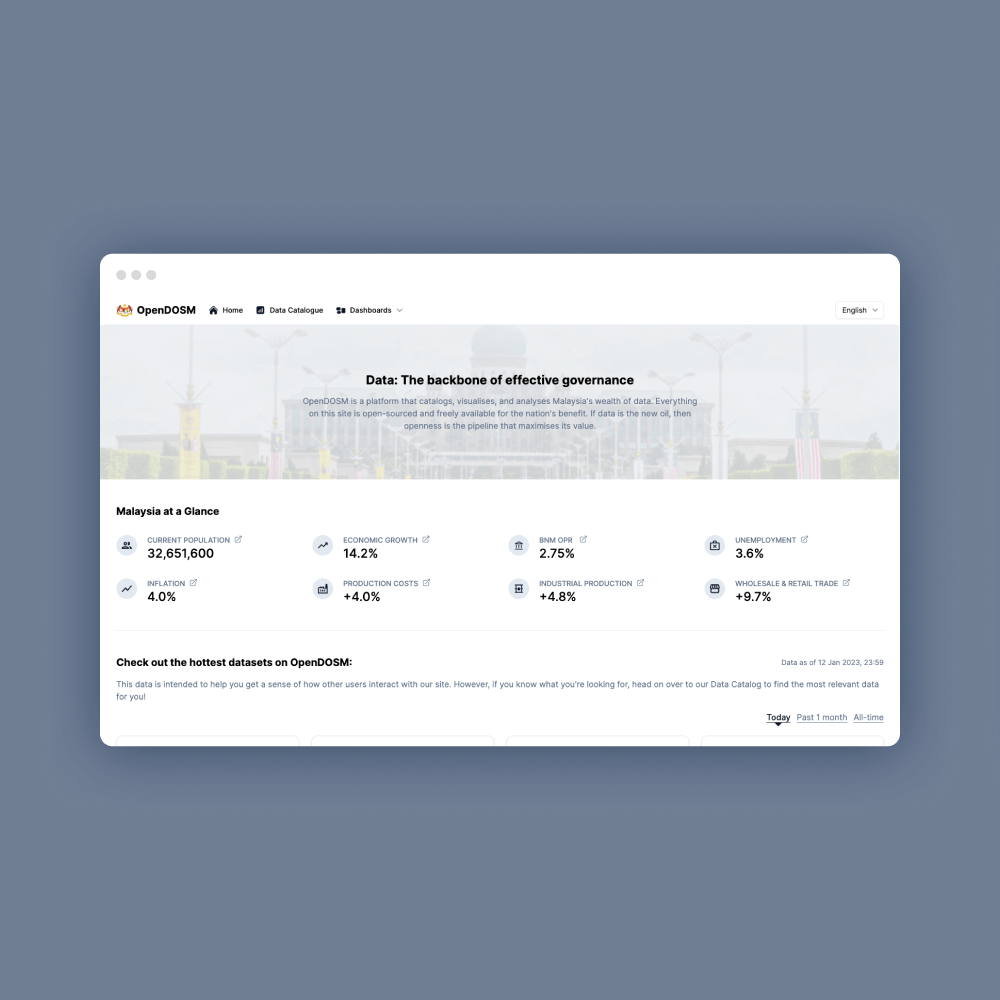 OpenDOSM Home Data Catalogue Dashboards English
Data: The backbone of effective governance
OpenDOSM is a platform that catalogs, visualises, and analyses Malaysia's wealth of data. Everything
on this site is open-sourced and freely available for the nation's benefit. If data is the new oil, then
openness is the pipeline that maximises its value.
Malaysia at a Glance
CURRENT POPULATION
32,651,600
ECONOMIC GROWTH
14.2%
BNM OPR
2.75%
UNEMPLOYMENT
3.6%
INFLATION
4.0%
PRODUCTION COSTS
+4.0%
INDUSTRIAL PRODUCTION
+4.8%
WHOLESALE & RETAIL TRADE
+9.7%
Check out the hottest datasets on OpenDOSM:
Data as of 12 Jan 2023, 23:59
This data is intended to help you get a sense of how other users interact with our site. However, if you know what you're looking for, head on over to our Data Catalog to find the most relevant data
for you!
Today Past 1 month All-time